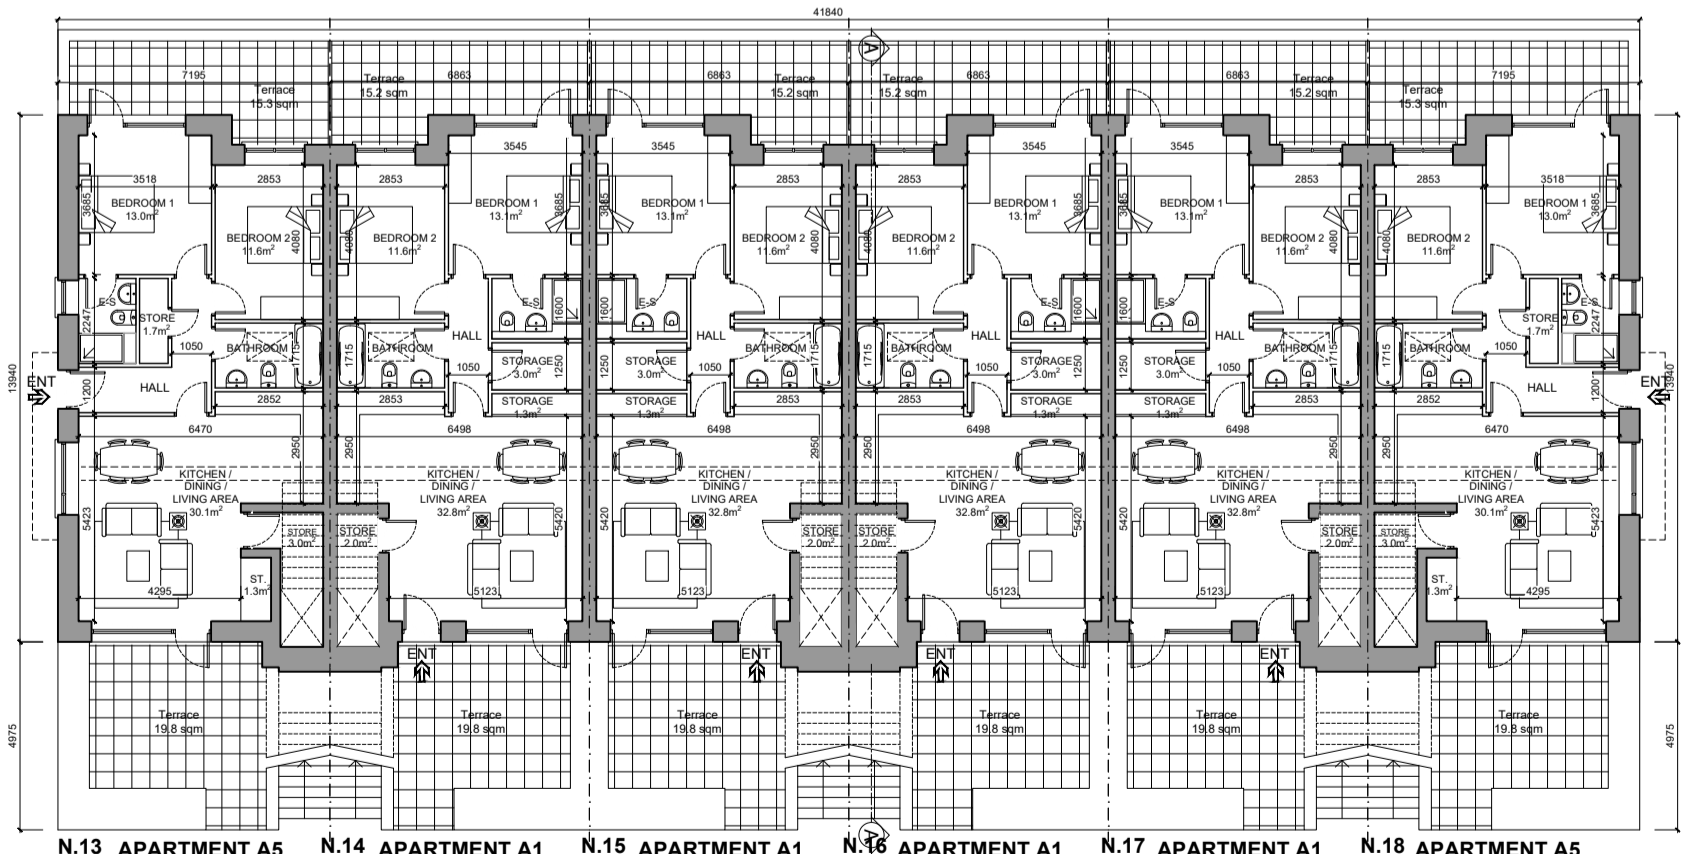 41840
7195 6863 6863 6863 6863 7195
Terrace
15.3 sqm
Terrace
15.2 sqm
Terrace
15.2 sqm
Terrace
15.2 sqm
Terrace
15.2 sqm
Terrace
15.3 sqm
A
3545 3545 3545 3545
3518 2853 2853 2853 2853 2853 2853 3518
3685 3685 3685 3685 3685 3685
BEDROOM 1
13.0m²
BEDROOM 1
13.1m²
BEDROOM 1
13.1m²
BEDROOM 1
13.1m²
BEDROOM 1
13.1m²
BEDROOM 1
13.0m²
BEDROOM 2
11.6m²
BEDROOM 2
11.6m²
BEDROOM 2
11.6m²
BEDROOM 2
11.6m²
BEDROOM 2
11.6m²
BEDROOM 2
11.6m²
4080 4080 4080 4080 4080 4080
E-S E-S E-S E-S E-S E-S
2247 1600 1600 1600 1600 2247
STORE
1.7m²
STORE
1.7m²
HALL HALL HALL HALL
BATHROOM BATHROOM BATHROOM BATHROOM BATHROOM BATHROOM
1715 1715 1715 1715 1715 1715
1050 1050 1050 1050 1050 1050
STORAGE
3.0m²
STORAGE
3.0m²
STORAGE
3.0m²
STORAGE
3.0m²
1250 1250 1250 1250
ENT HALL HALL ENT
1200 1200
13940 13940
2852 2853 2853 2853 2853 2852
STORAGE
1.3m²
STORAGE
1.3m²
STORAGE
1.3m²
STORAGE
1.3m²
6470 6498 6498 6498 6498 6470
2950 2950 2950 2950 2950 2950
KITCHEN /
DINING /
LIVING AREA
30.1m²
KITCHEN /
DINING /
LIVING AREA
32.8m²
KITCHEN /
DINING /
LIVING AREA
32.8m²
KITCHEN /
DINING /
LIVING AREA
32.8m²
KITCHEN /
DINING /
LIVING AREA
32.8m²
KITCHEN /
DINING /
LIVING AREA
30.1m²
5423 5420 5420 5420 5420 5423
STORE
3.0m²
STORE
2.0m²
STORE
2.0m²
STORE
2.0m²
STORE
2.0m²
STORE
3.0m²
ST.
1.3m²
ST.
1.3m²
4295 5123 5123 5123 5123 4295
ENT ENT ENT ENT
Terrace
19.8 sqm
Terrace
19.8 sqm
Terrace
19.8 sqm
Terrace
19.8 sqm
Terrace
19.8 sqm
Terrace
19.8 sqm
4975 4975
A
N.13 APARTMENT A5 N.14 APARTMENT A1 N.15 APARTMENT A1 N.16 APARTMENT A1 N.17 APARTMENT A1 N.18 APARTMENT A5